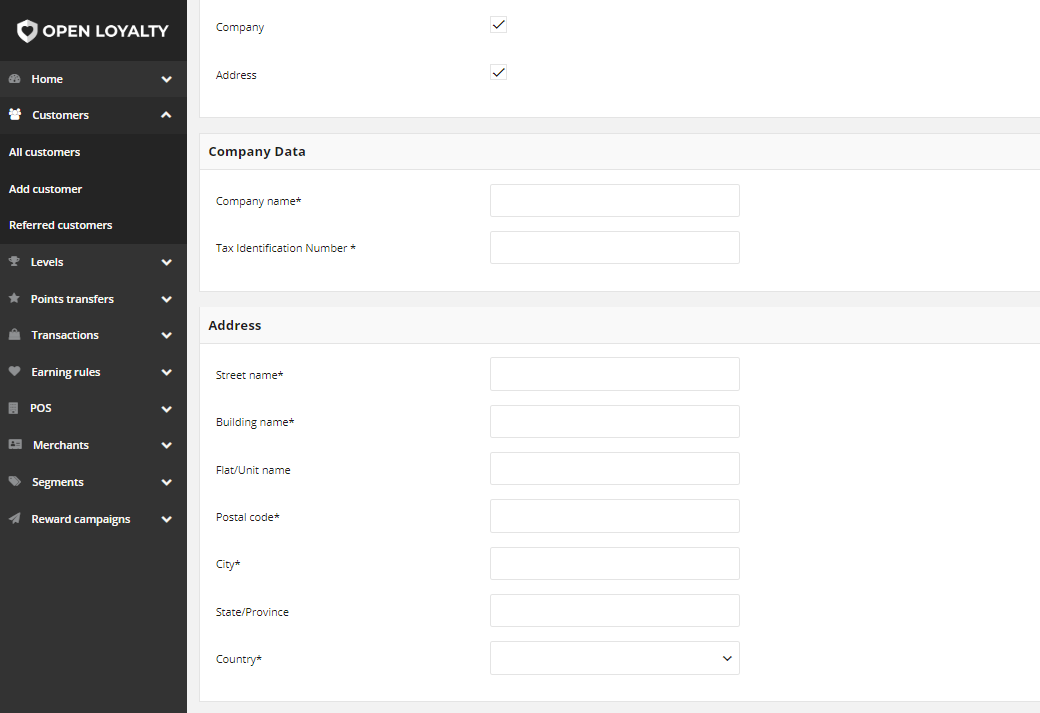 OPEN LOYALTY
Home
Customers
All customers
Add customer
Referred customers
Levels
Points transfers
Transactions
Earning rules
POS
Merchants
Segments
Reward campaigns
Company
Address
Company Data
Company name*
Tax Identification Number *
Address
Street name*
Building name*
Flat/Unit name
Postal code*
City*
State/Province
Country*